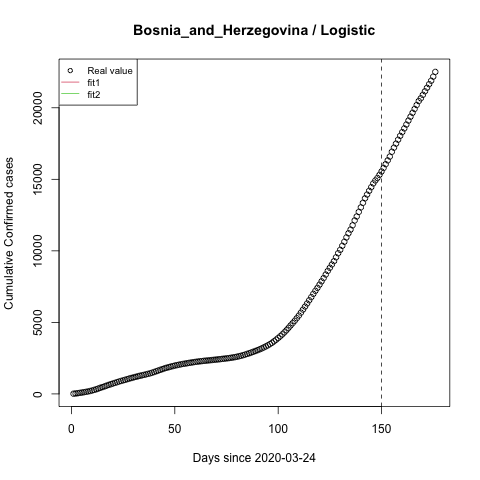 Bosnia_and_Herzegovina / Logistic
Real value
fit1
fit2
Cumulative Confirmed cases
20000
15000
10000
5000
0
0 50 100 150
Days since 2020-03-24